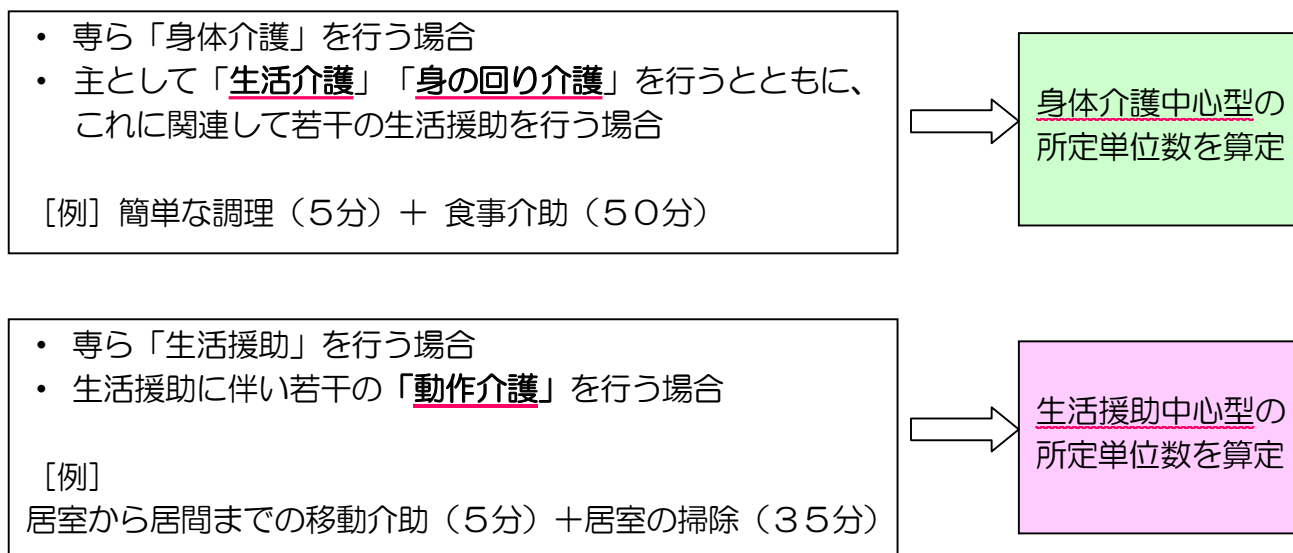 • 専ら「身体介護」を行う場合
• 主として「生活介護」「身の回り介護」を行うとともに、
これに関連して若干の生活援助を行う場合
［例］簡単な調理（５分）＋ 食事介助（５０分）
身体介護中心型の
所定単位数を算定
• 専ら「生活援助」を行う場合
• 生活援助に伴い若干の「動作介護」を行う場合
［例］
居室から居間までの移動介助（５分）＋居室の掃除（３５分）
生活援助中心型の
所定単位数を算定